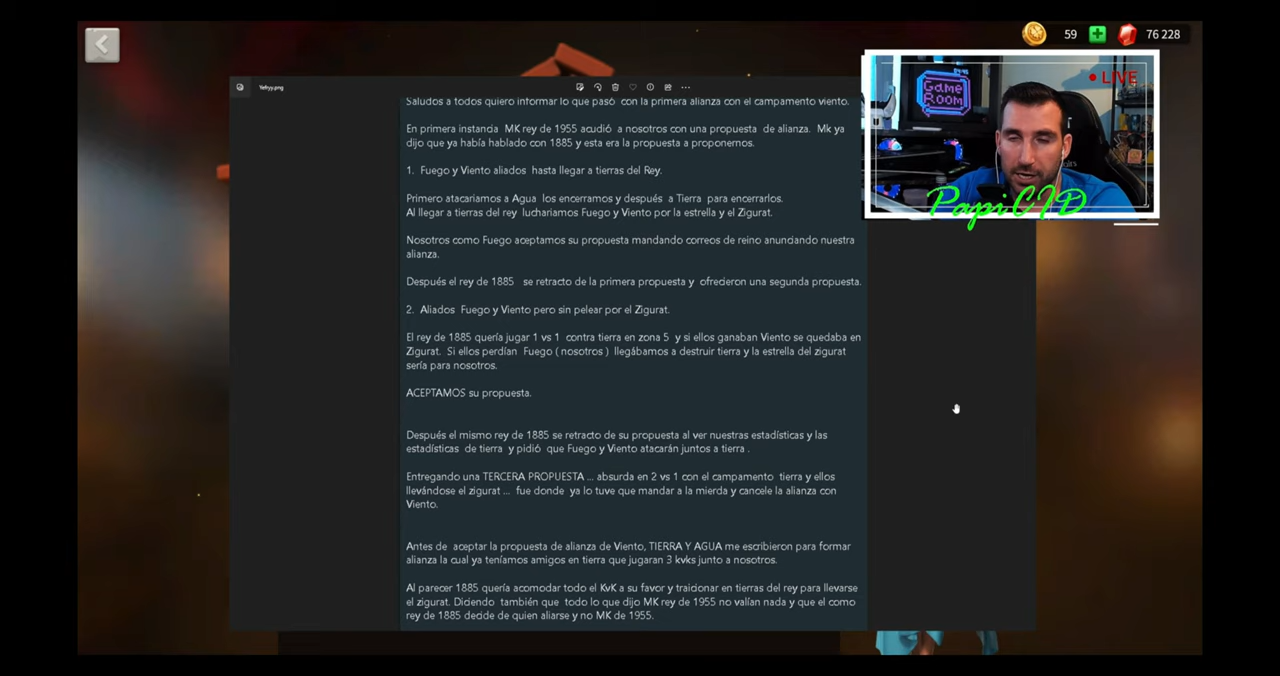 59
76 228
Yefryy.png
GAME
ROOM
LIVE
PapiCID
Saludos a todos quiero informar lo que pasó con la primera alianza con el campamento viento.
En primera instancia MK rey de 1955 acudió a nosotros con una propuesta de alianza. Mk ya
dijo que ya había hablado con 1885 y esta era la propuesta a proponernos.
1. Fuego y Viento aliados hasta llegar a tierras del Rey.
Primero atacariamos a Agua los encerramos y después a Tierra para encerrarlos.
Al llegar a tierras del rey luchariamos Fuego y Viento por la estrella y el Zigurat.
Nosotros como Fuego aceptamos su propuesta mandando correos de reino anunciando nuestra
alianza.
Después el rey de 1885 se retracto de la primera propuesta y ofrecieron una segunda propuesta.
2. Aliados Fuego y Viento pero sin pelear por el Zigurat.
El rey de 1885 quería jugar 1 vs 1 contra tierra en zona 5 y si ellos ganaban Viento se quedaba en
Zigurat. Si ellos perdían Fuego ( nosotros ) llegábamos a destruir tierra y la estrella del zigurat
sería para nosotros.
ACEPTAMOS su propuesta.
Después el mismo rey de 1885 se retracto de su propuesta al ver nuestras estadísticas y las
estadísticas de tierra y pidió que Fuego y Viento atacarán juntos a tierra .
Entregando una TERCERA PROPUESTA ... absurda en 2 vs 1 con el campamento tierra y ellos
llevándose el zigurat ... fue donde ya lo tuve que mandar a la mierda y cancele la alianza con
Viento.
Antes de aceptar la propuesta de alianza de Viento, TIERRA Y AGUA me escribieron para formar
alianza la cual ya teníamos amigos en tierra que jugaran 3 kvks junto a nosotros.
Al parecer 1885 quería acomodar todo el KvK a su favor y traicionar en tierras del rey para llevarse
el zigurat. Diciendo también que todo lo que dijo MK rey de 1955 no valían nada y que el como
rey de 1885 decide de quien aliarse y no MK de 1955.